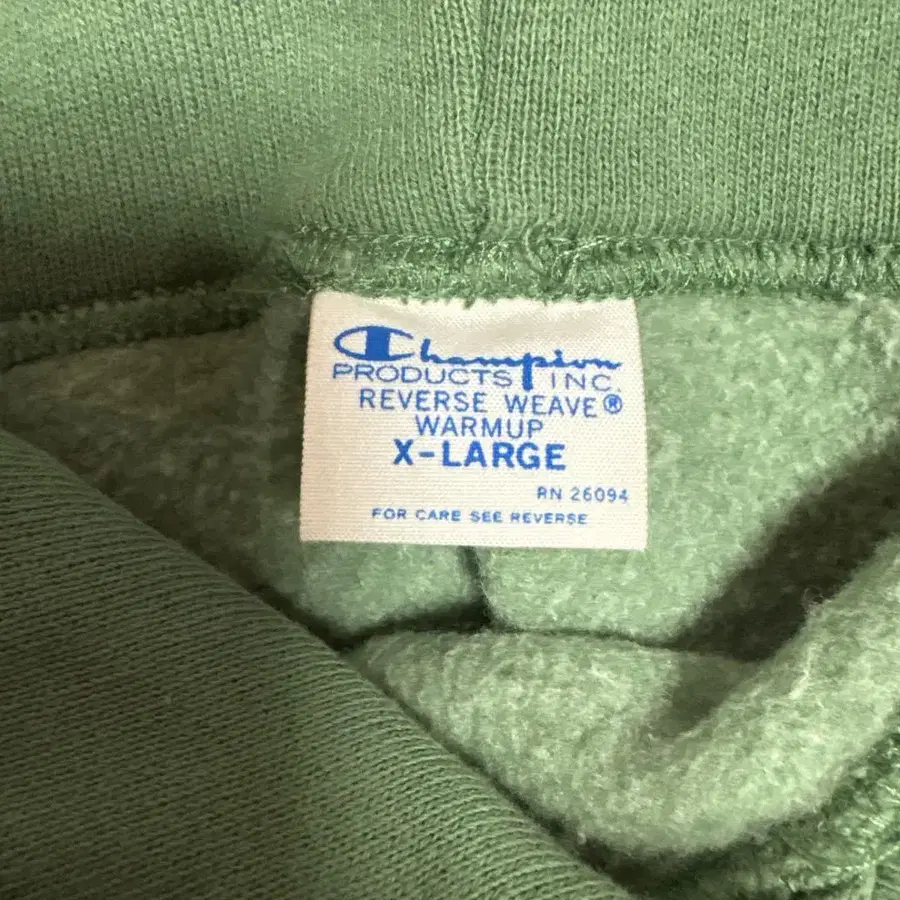 Champion
PRODUCTS INC.
REVERSE WEAVE®
WARMUP
X-LARGE
RN 26094
FOR CARE SEE REVERSE